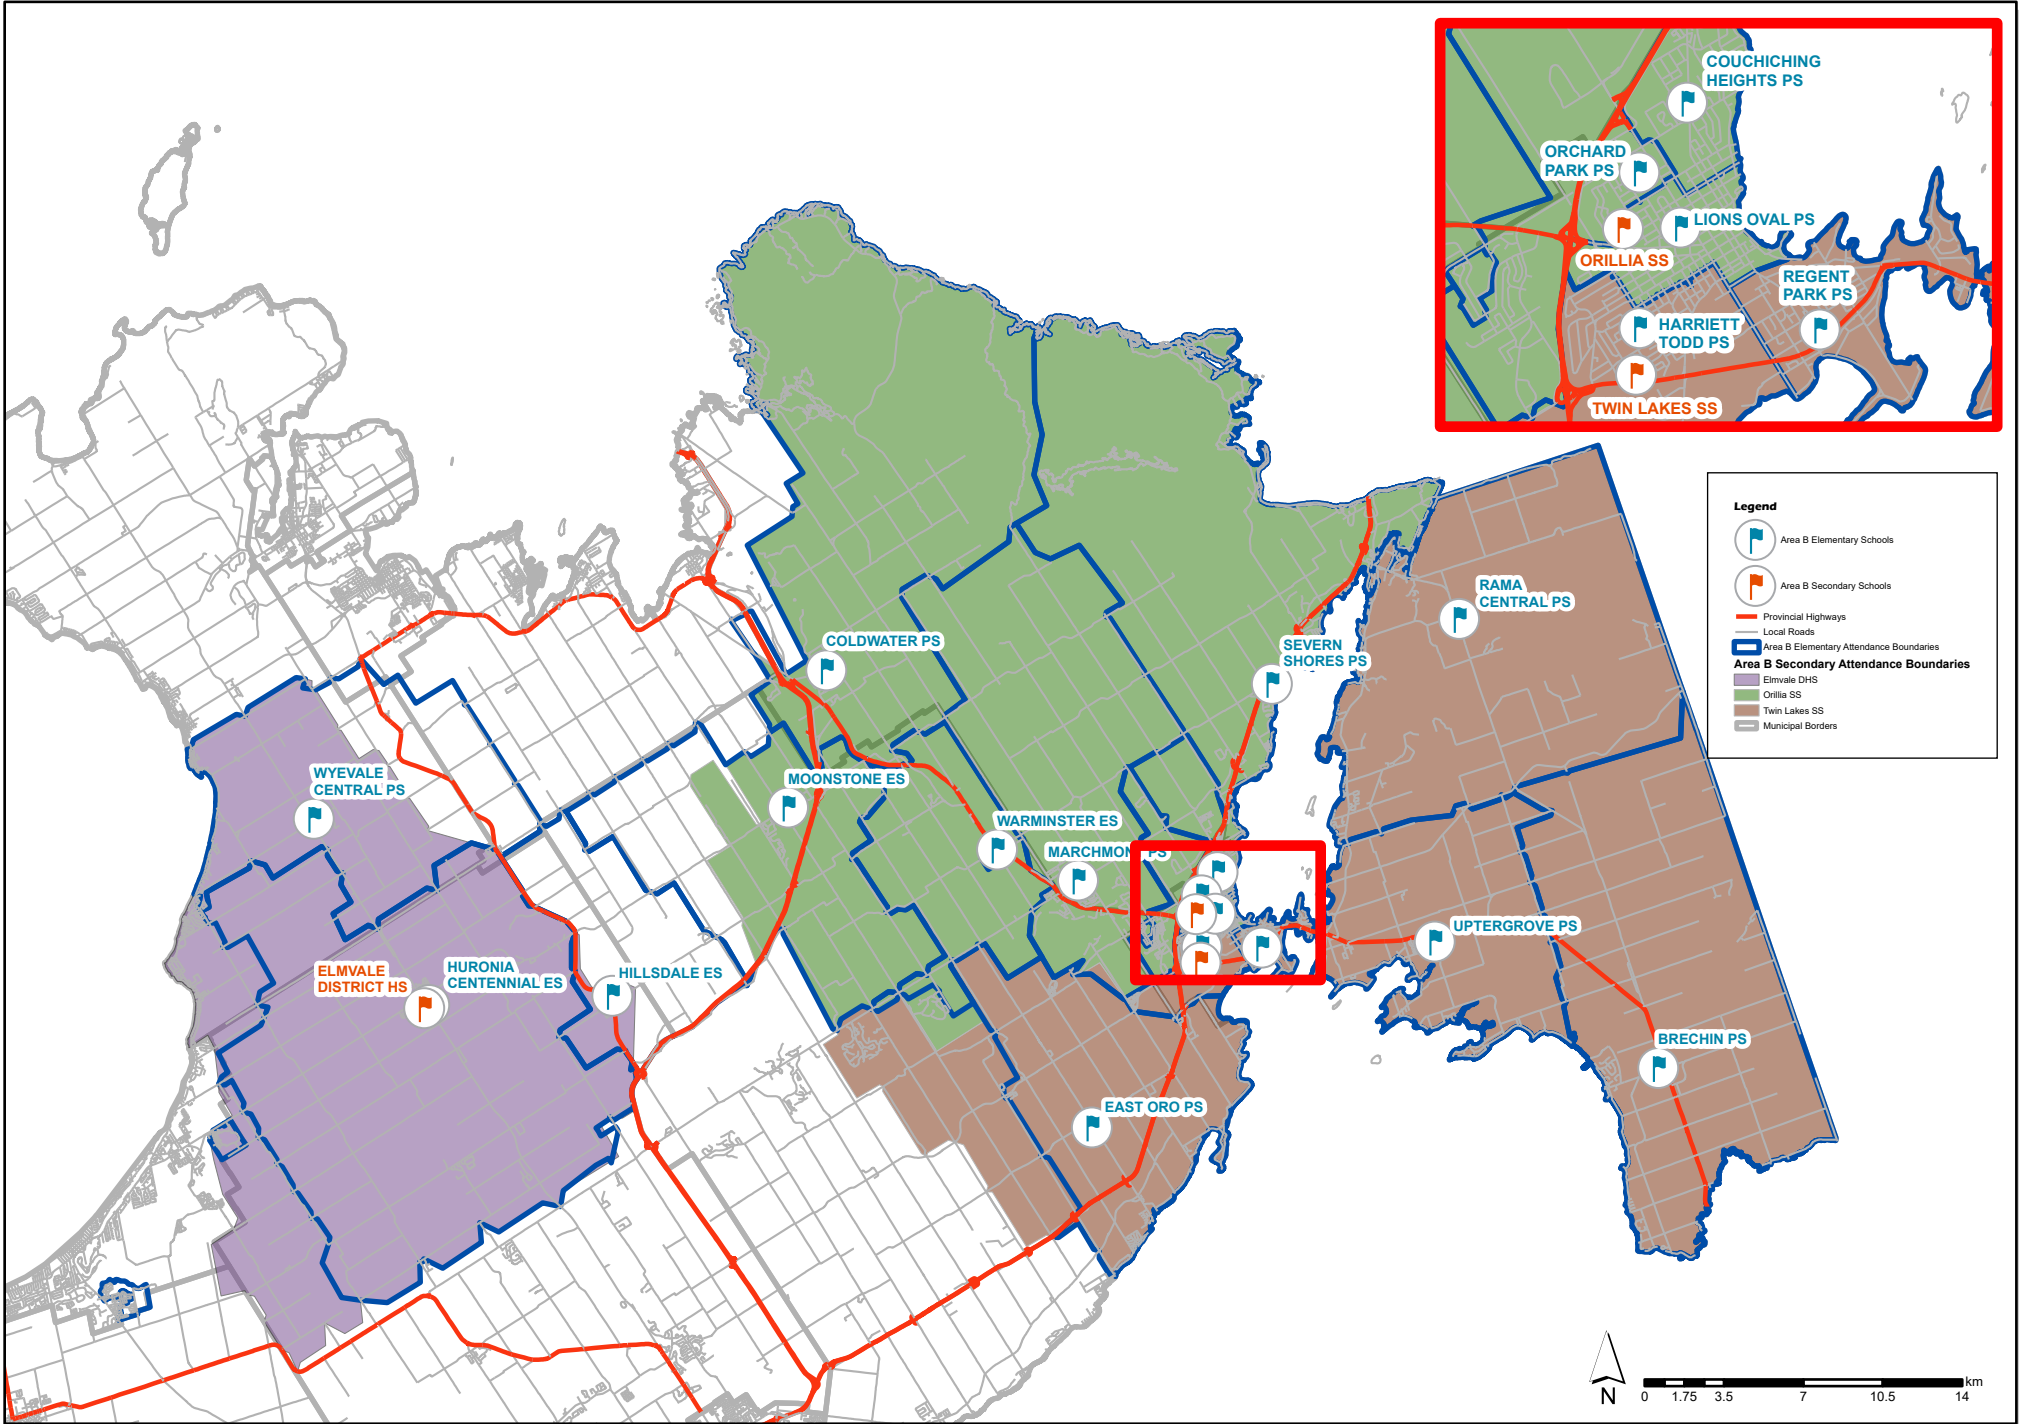 COUCHICHING
HEIGHTS PS
ORCHARD
PARK PS
LIONS OVAL PS
ORILLIA SS
REGENT
PARK PS
HARRIETT
TODD PS
TWIN LAKES SS
Legend
Area B Elementary Schools
Area B Secondary Schools
Provincial Highways
Local Roads
Area B Elementary Attendance Boundaries
Area B Secondary Attendance Boundaries
Elmvale DHS
Orillia SS
Twin Lakes SS
Municipal Borders
RAMA
CENTRAL PS
COLDWATER PS
SEVERN
SHORES PS
WYEVALE
CENTRAL PS
MOONSTONE ES
WARMINSTER ES
MARCHMONT PS
UPTERGROVE PS
ELMVALE
DISTRICT HS
HURONIA
CENTENNIAL ES
HILLSDALE ES
BRECHIN PS
EAST ORO PS
N
km
0 1.75 3.5 7 10.5 14